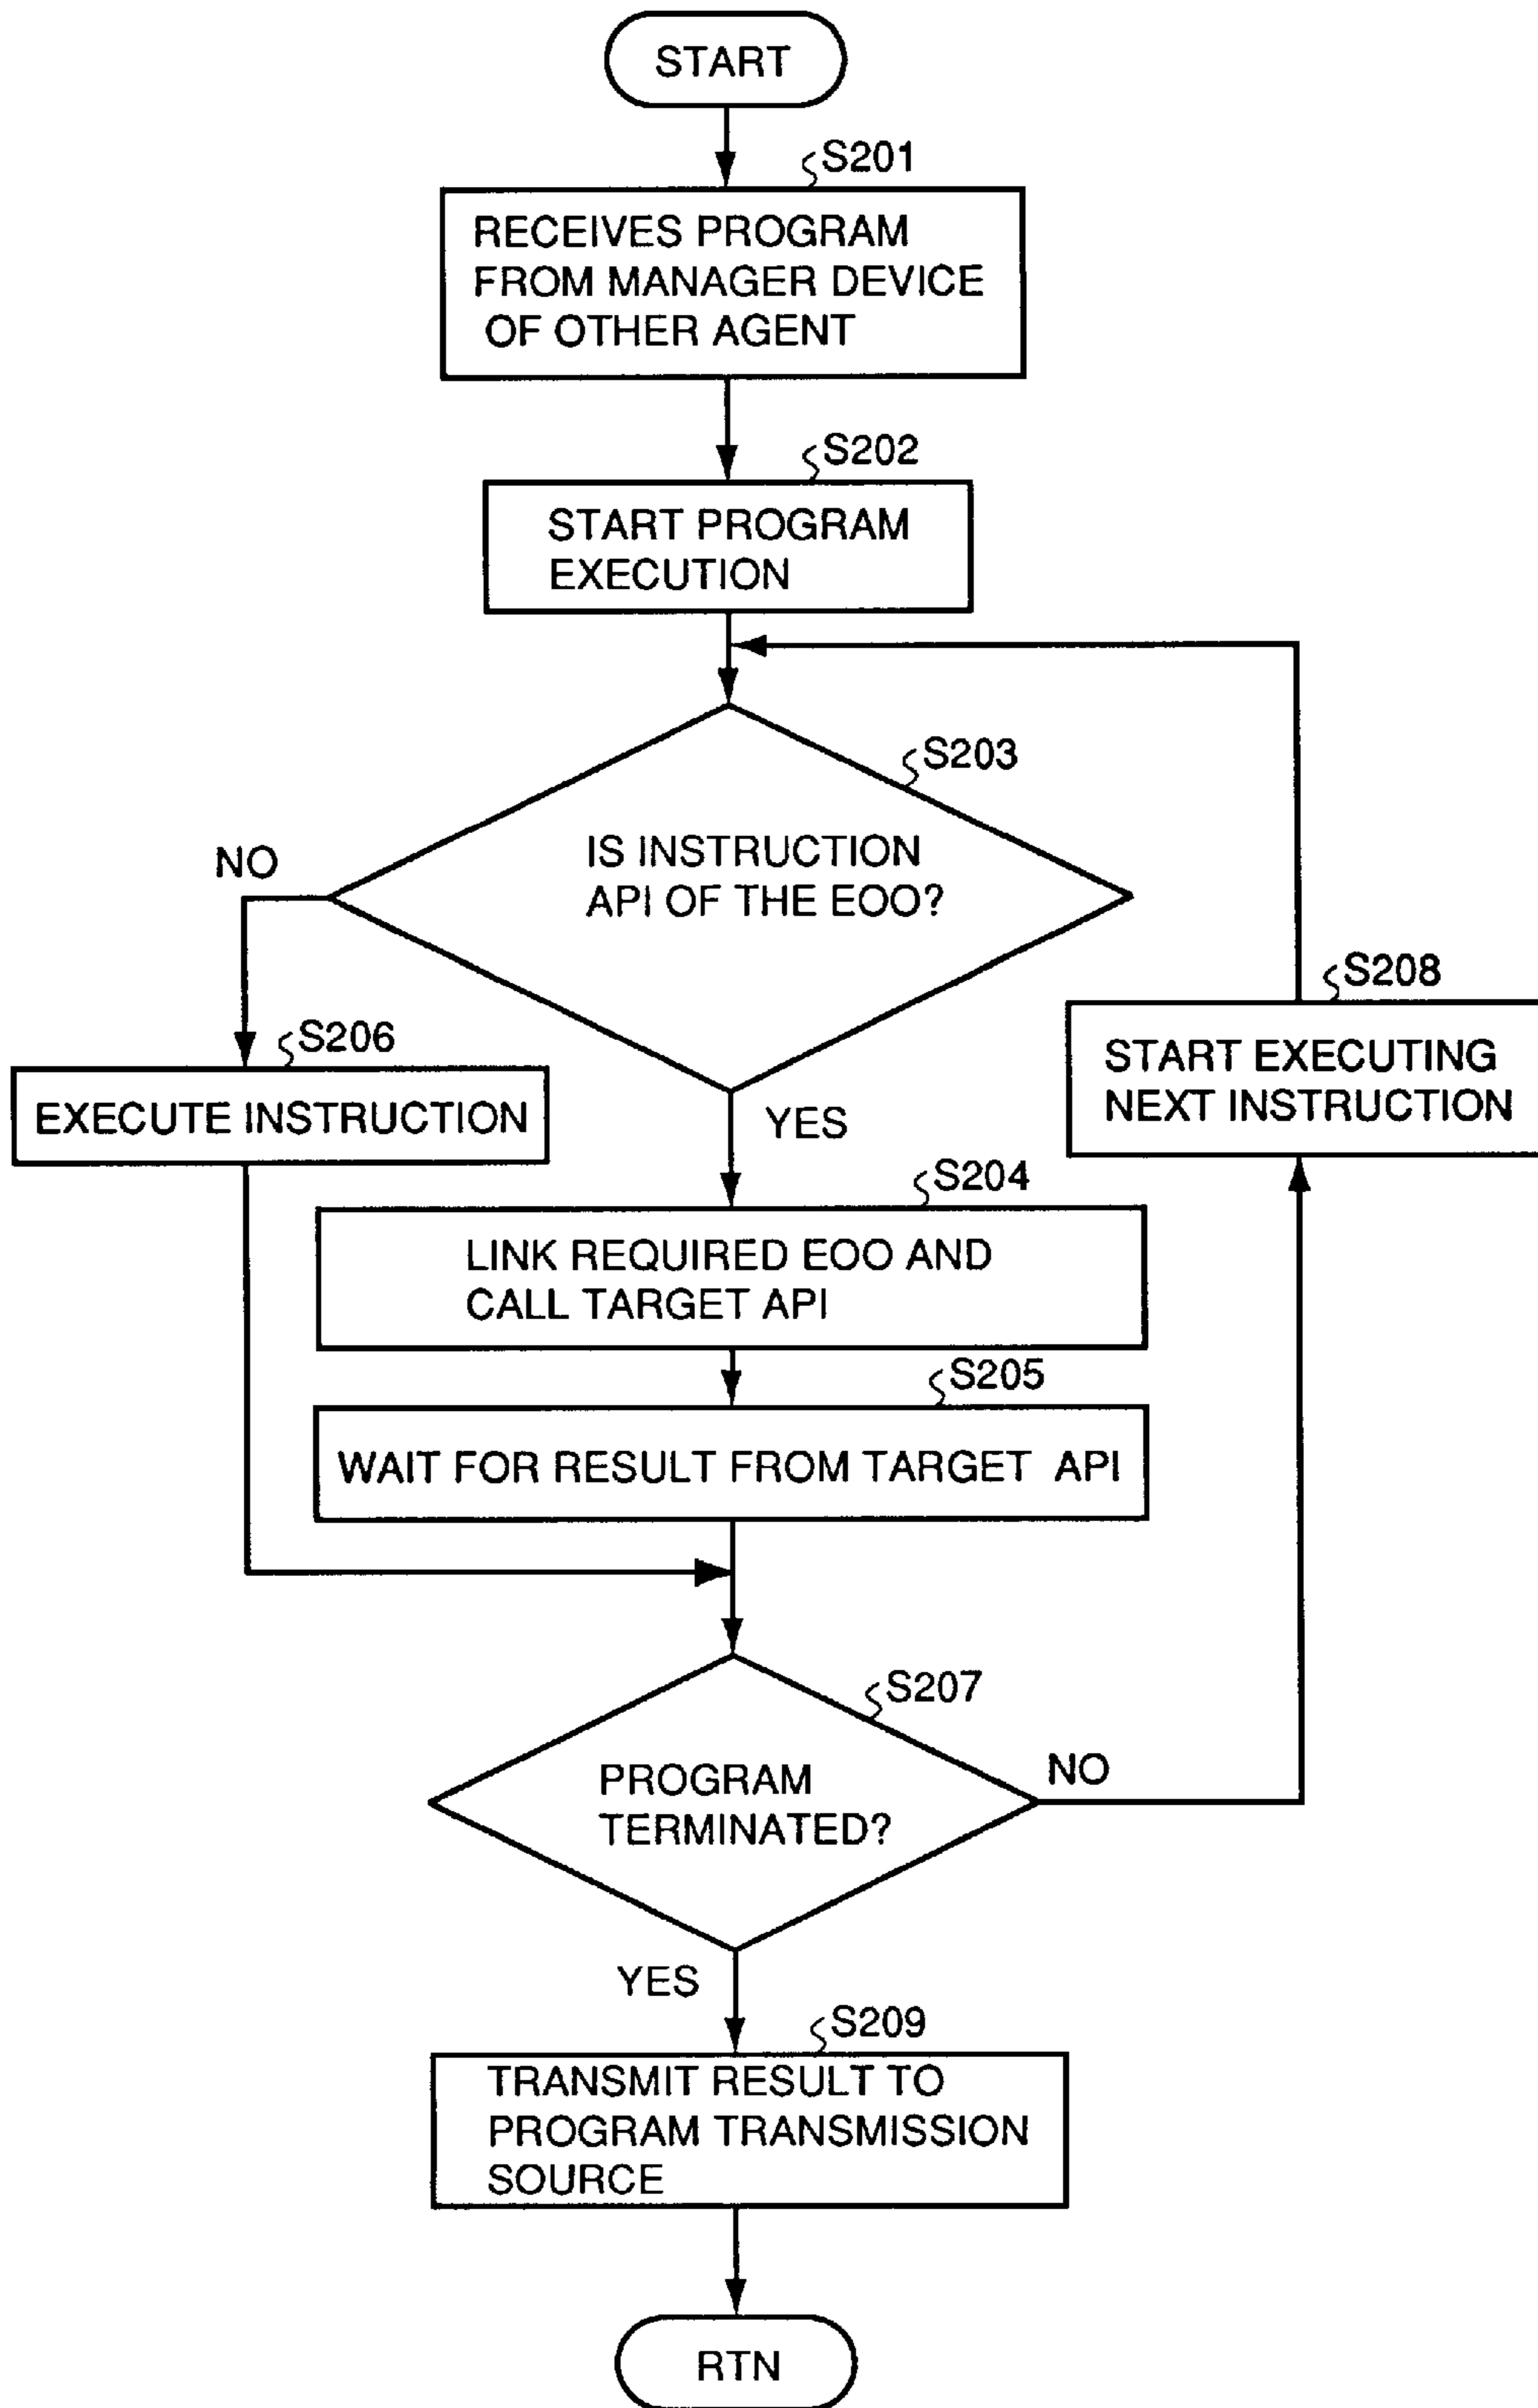 START
S201
RECEIVES PROGRAM
FROM MANAGER DEVICE
OF OTHER AGENT
S202
START PROGRAM
EXECUTION
S203
IS INSTRUCTION
API OF THE EOO?
NO
YES
S206
EXECUTE INSTRUCTION
S208
START EXECUTING
NEXT INSTRUCTION
S204
LINK REQUIRED EOO AND
CALL TARGET API
S205
WAIT FOR RESULT FROM TARGET API
S207
PROGRAM
TERMINATED?
NO
YES
S209
TRANSMIT RESULT TO
PROGRAM TRANSMISSION
SOURCE
RTN